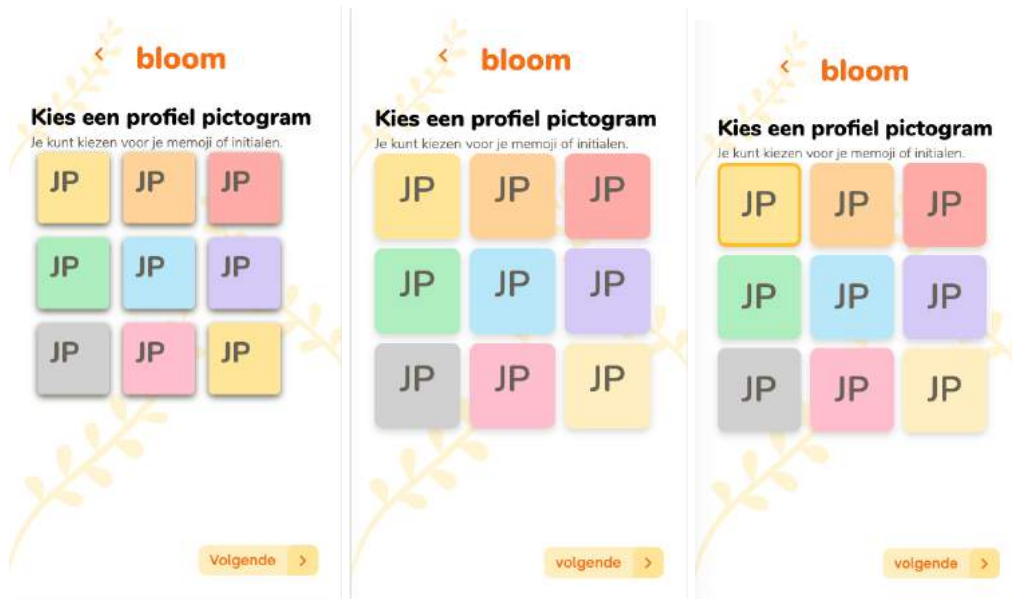 bloom
Kies een profiel pictogram
Je kunt kiezen voor je memoji of initialen.
JP JP JP
JP JP JP
JP JP JP
Volgende
bloom
Kies een profiel pictogram
Je kunt kiezen voor je memoji of initialen.
JP JP JP
JP JP JP
JP JP JP
volgende
bloom
Kies een profiel pictogram
Je kunt kiezen voor je memoji of initialen.
JP JP JP
JP JP JP
JP JP JP
volgende